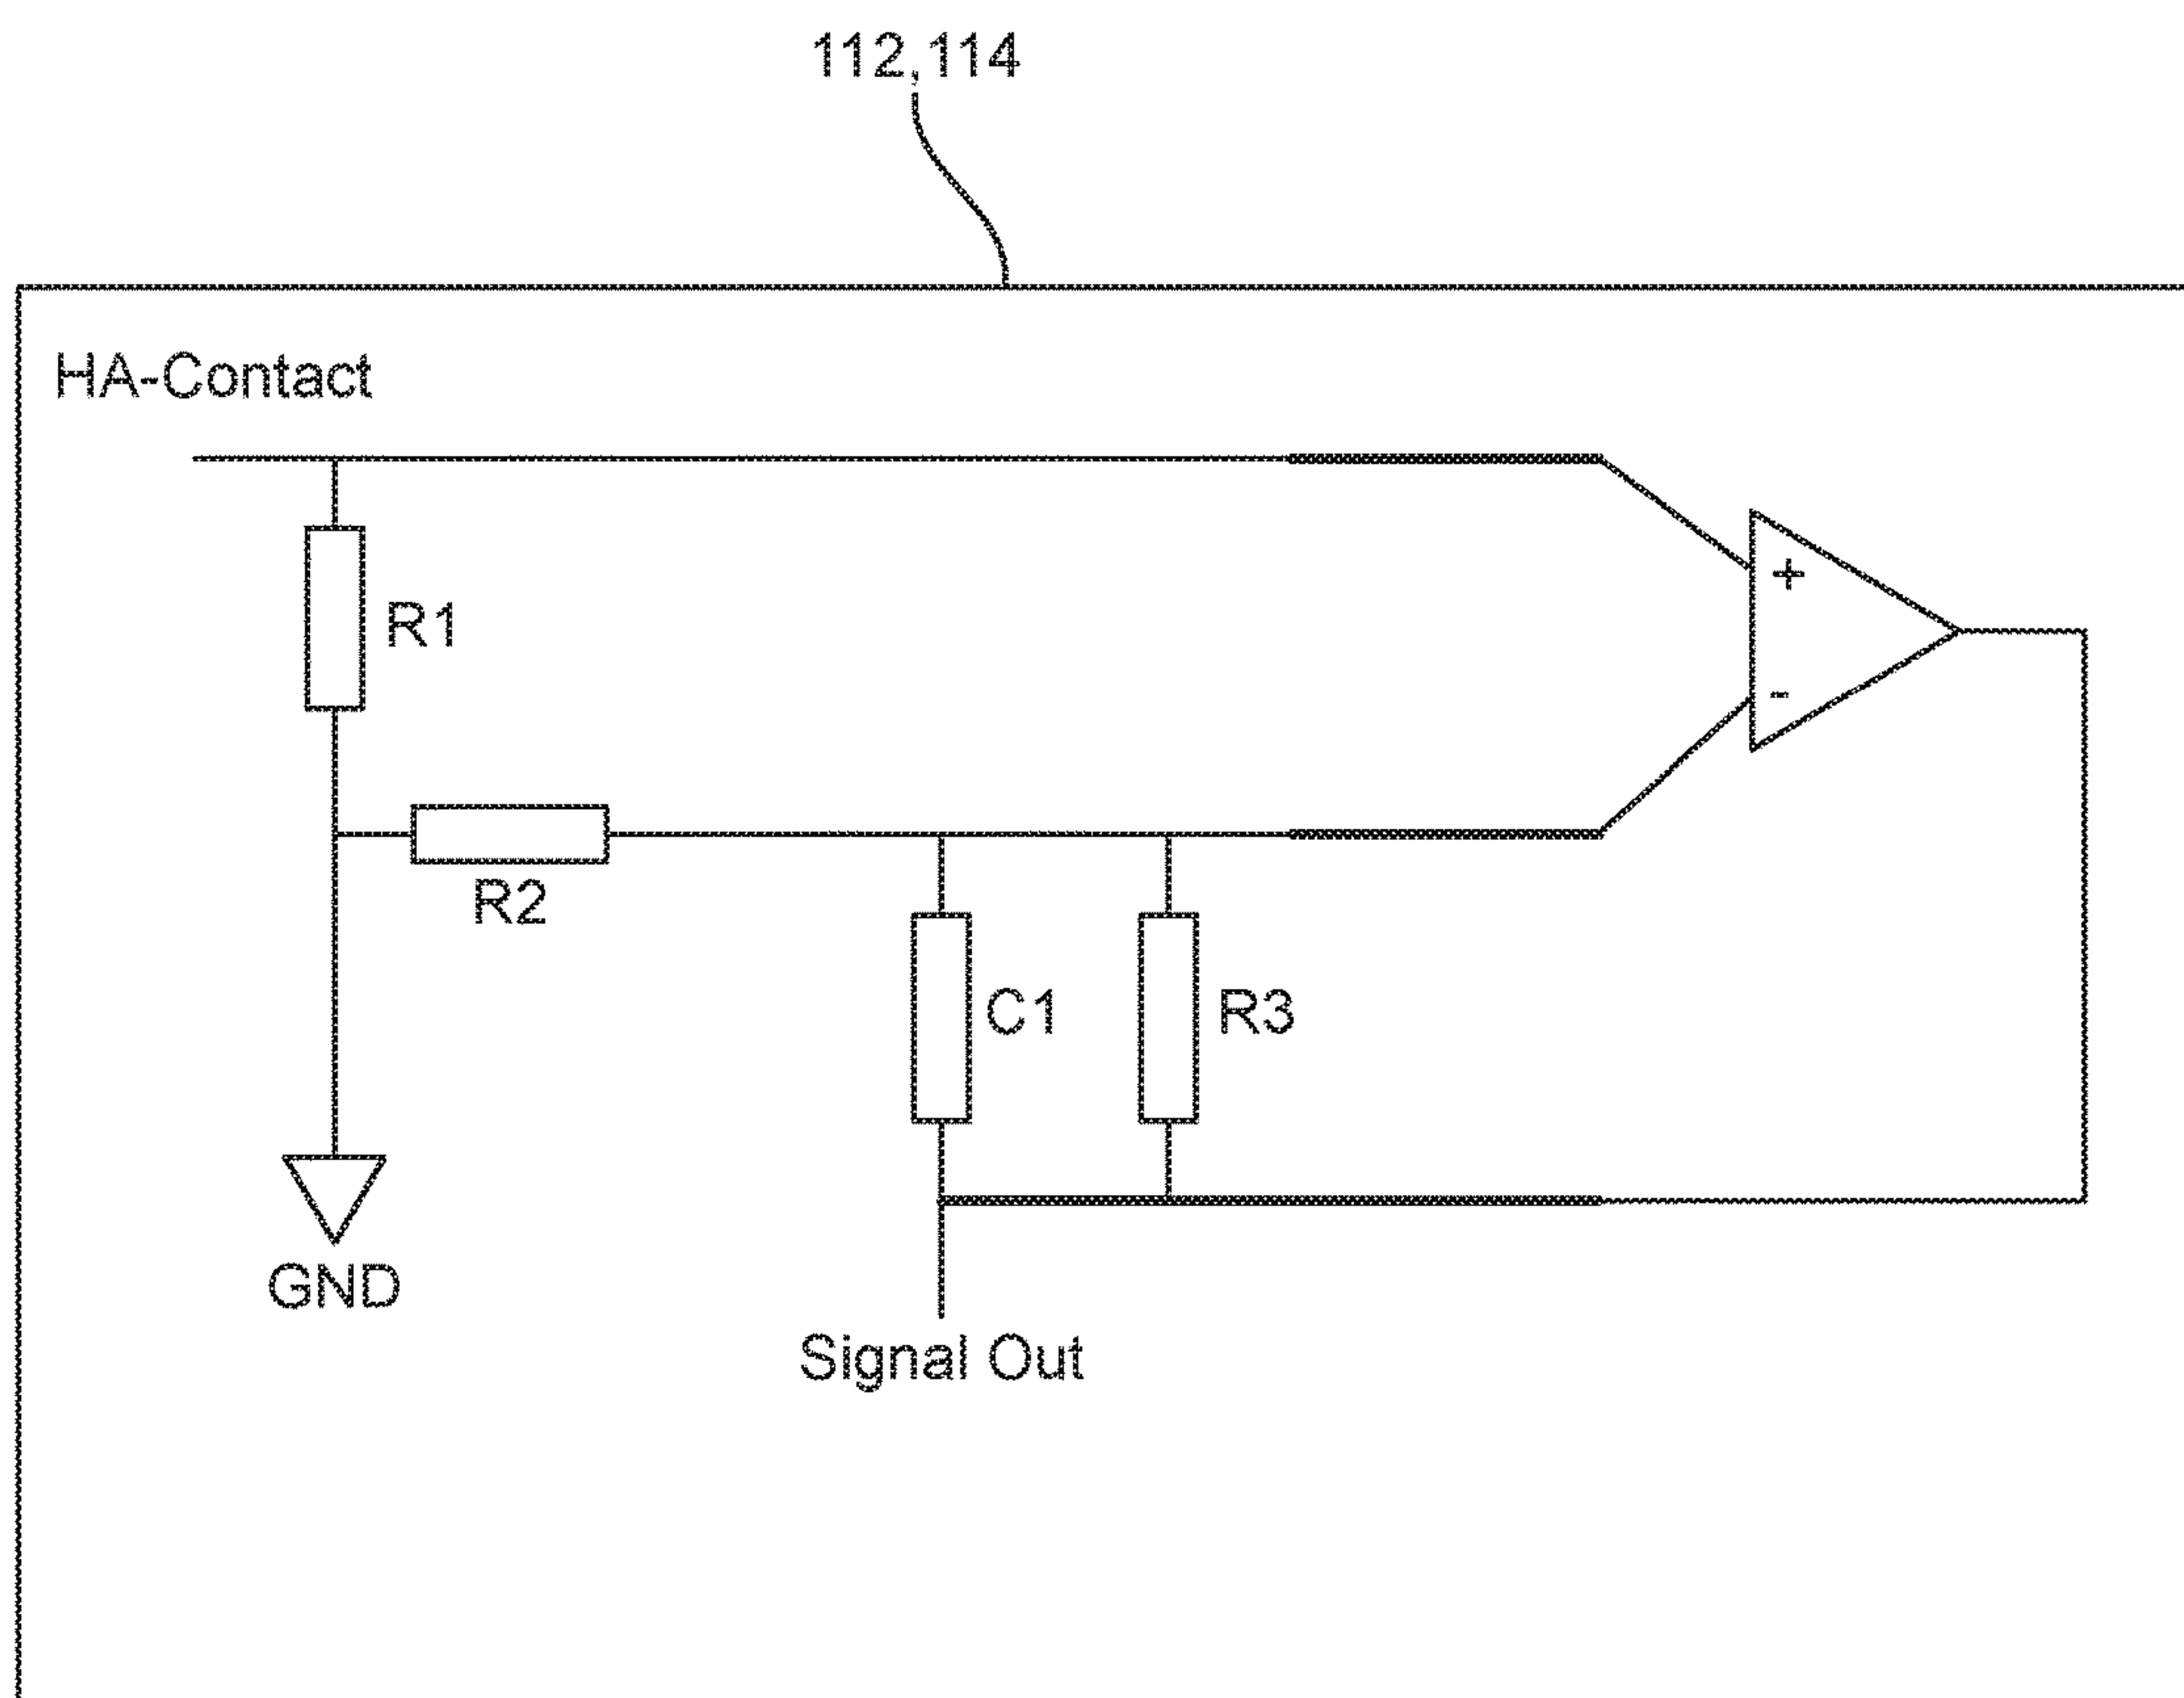 112,114
HA-Contact
+
R1
-
R2
C1
R3
GND
Signal Out